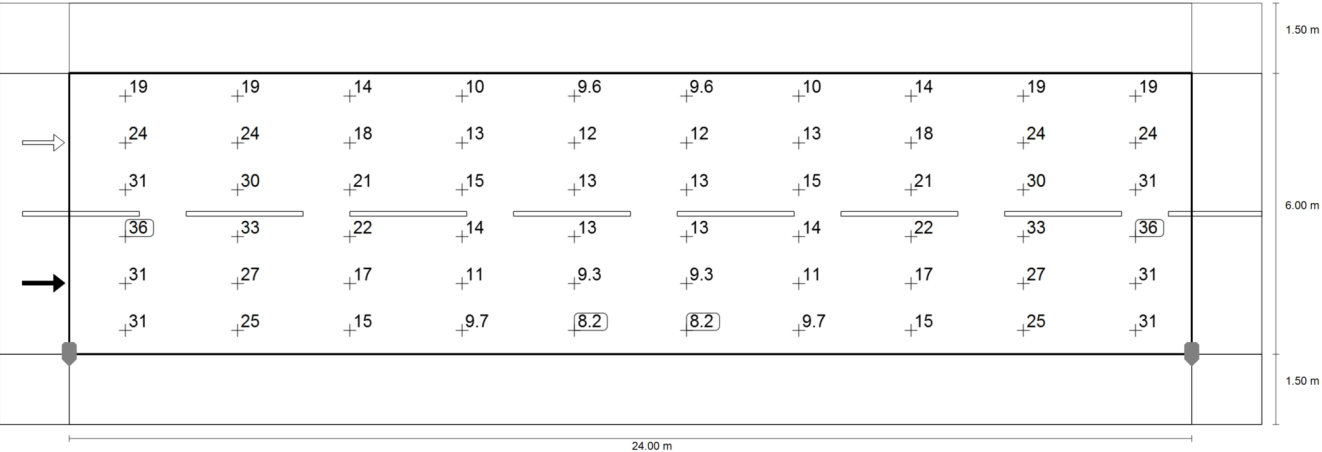 1.50 m
19 19 14 10 9.6 9.6 10 14 19 19
24 24 18 13 12 12 13 18 24 24
31 30 21 15 13 13 15 21 30 31
6.00 m
36 33 22 14 13 13 14 22 33 36
31 27 17 11 9.3 9.3 11 17 27 31
31 25 15 9.7 8.2 8.2 9.7 15 25 31
1.50 m
24.00 m